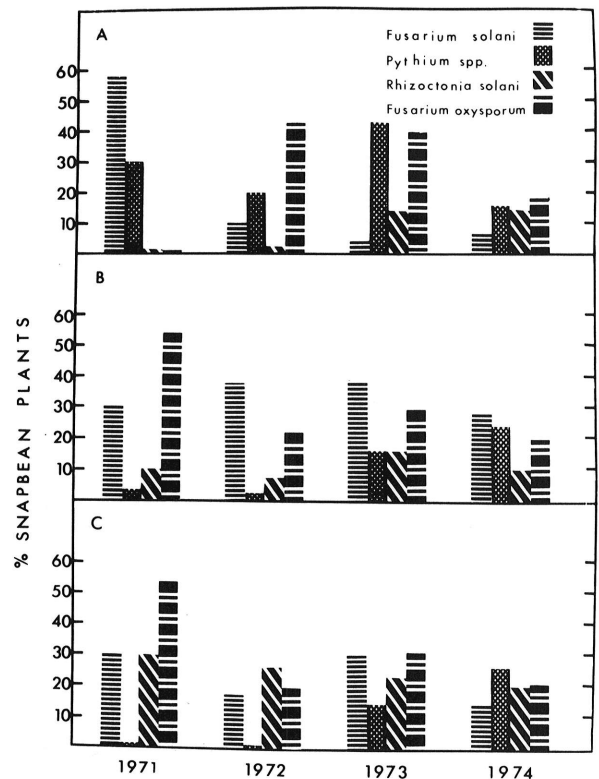 A
Fusarium solani
Pythium spp.
Rhizoctonia solani
Fusarium oxysporum
60
50
40
30
20
10
B
60
50
40
30
20
10
C
60
50
40
30
20
10
% SNAPBEAN PLANTS
1971 1972 1973 1974